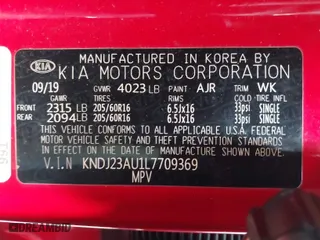 MANUFACTURED IN KOREA BY
KIA KIA MOTORS CORPORATION
09/19 GVWR 4023 LB PAINT AJR TRIM WK
GAWR TIRES RIMS COLD
FRONT 2315 LB 205/60R16 6.5Jx16 33psi SINGLE
REAR 2094 LB 205/60R16 6.5Jx16 33psi SINGLE
THIS VEHICLE CONFORMS TO ALL APPLICABLE U.S. FEDERAL
MOTOR VEHICLE SAFETY AND THEFT PREVENTION STANDARDS
IN EFFECT ON THE DATE OF MANUFACTURE SHOWN ABOVE
V.I.N KNDJ23AU1L7709369
MPV
DREAMBID